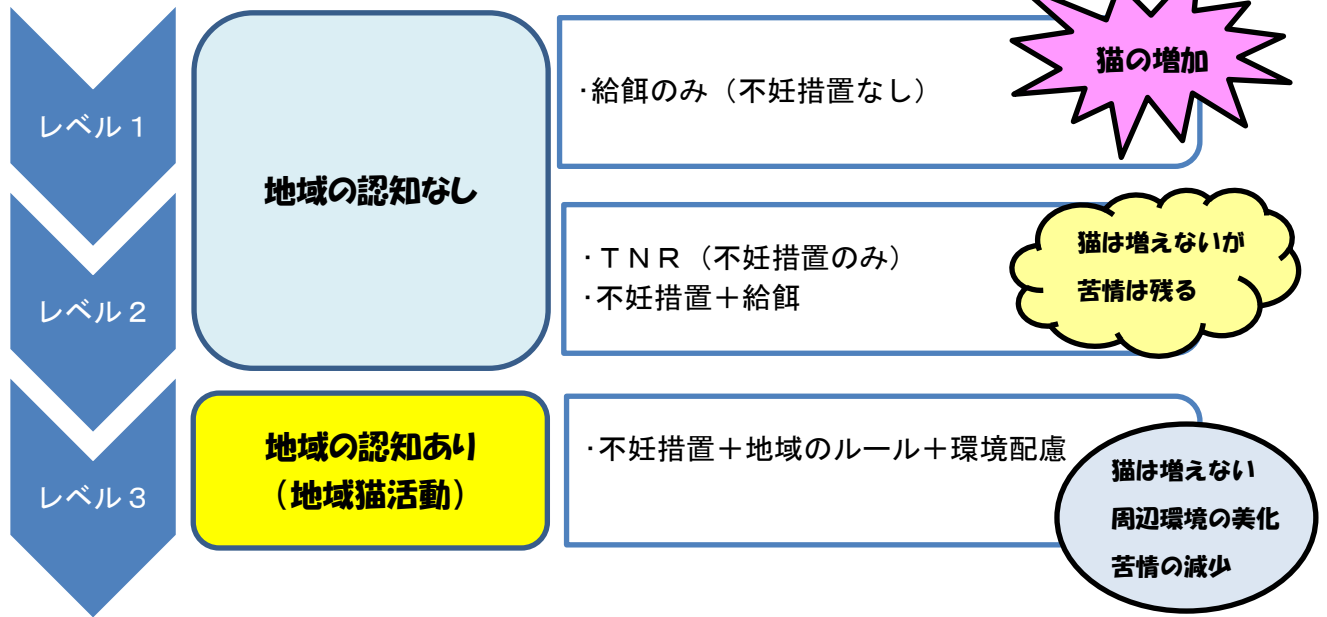 レベル１
地域の認知なし
･給餌のみ（不妊措置なし）
猫の増加
レベル２
･ＴＮＲ（不妊措置のみ）
･不妊措置＋給餌
猫は増えないが
苦情は残る
レベル３
地域の認知あり
（地域猫活動）
･不妊措置＋地域のルール＋環境配慮
猫は増えない
周辺環境の美化
苦情の減少